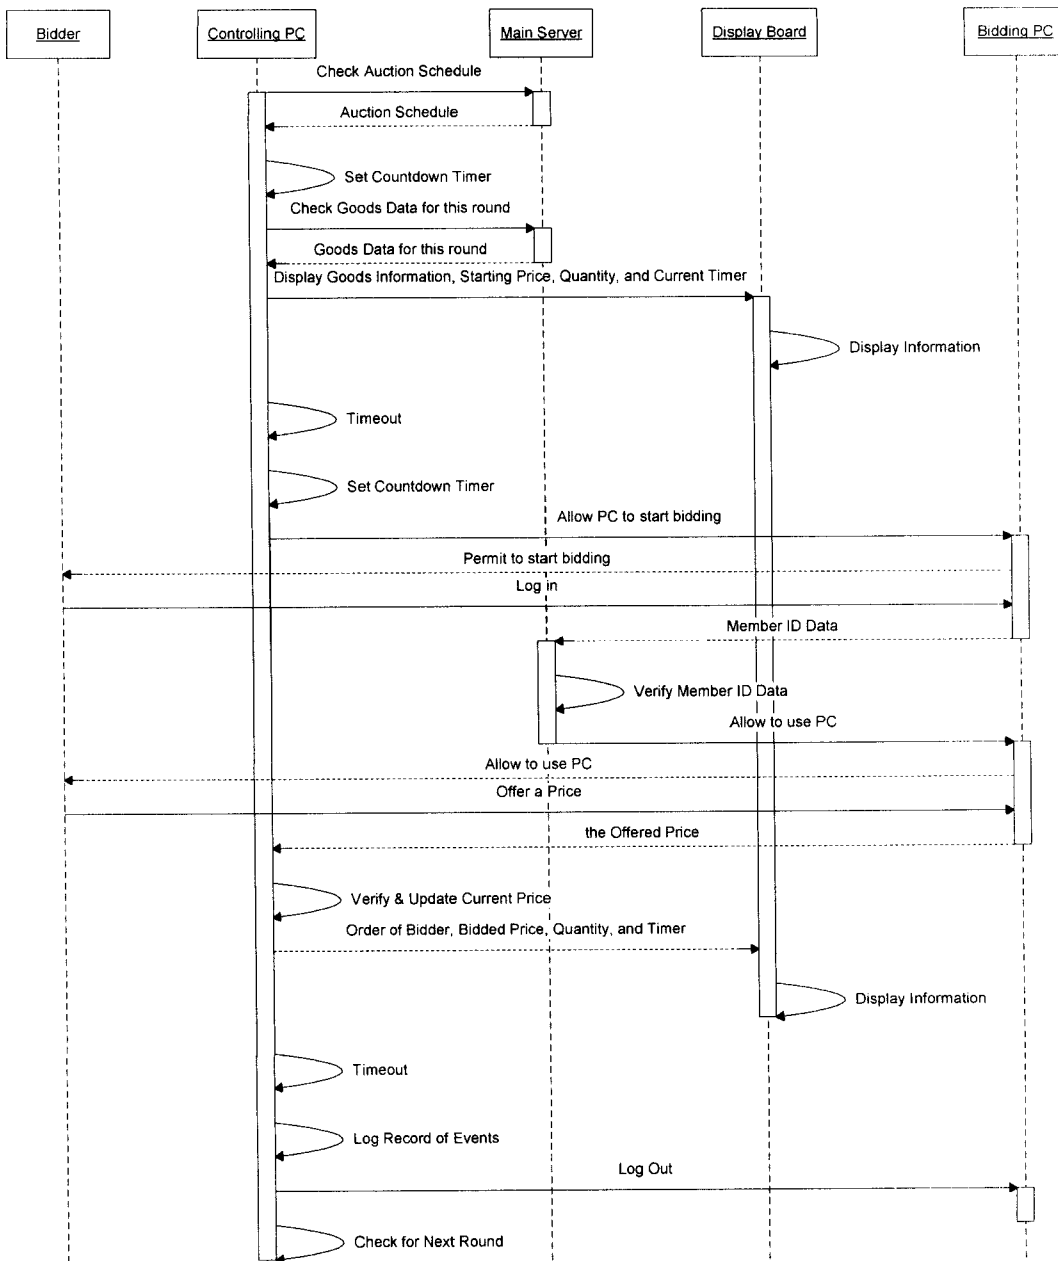 Bidder
Controlling PC
Main Server
Display Board
Bidding PC
Check Auction Schedule
Auction Schedule
Set Countdown Timer
Check Goods Data for this round
Goods Data for this round
Display Goods Information, Starting Price, Quantity, and Current Timer
Display Information
Timeout
Set Countdown Timer
Allow PC to start bidding
Permit to start bidding
Log in
Member ID Data
Verify Member ID Data
Allow to use PC
Allow to use PC
Offer a Price
the Offered Price
Verify & Update Current Price
Order of Bidder, Bidded Price, Quantity, and Timer
Display Information
Timeout
Log Record of Events
Log Out
Check for Next Round